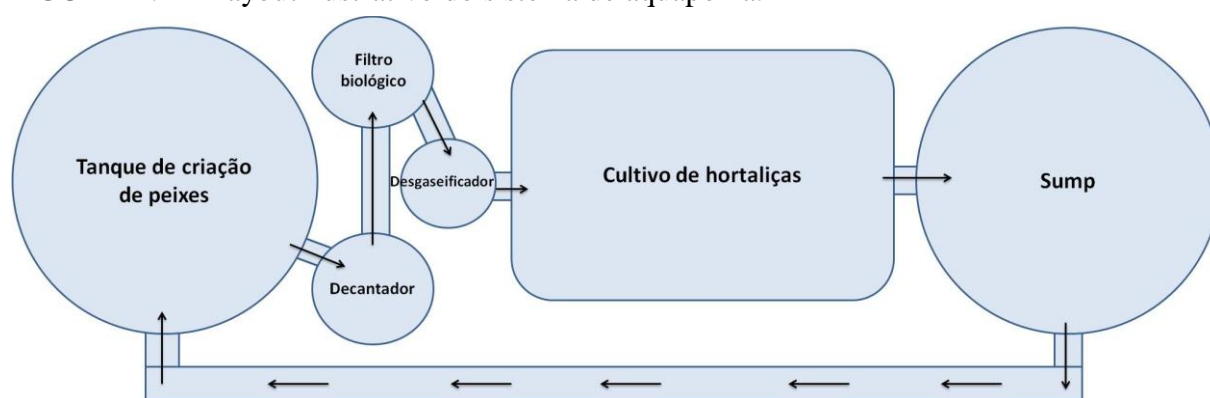 Tanque de criação
de peixes
Filtro
biológico
Decantador
Desgaseificador
Cultivo de hortaliças
Sump